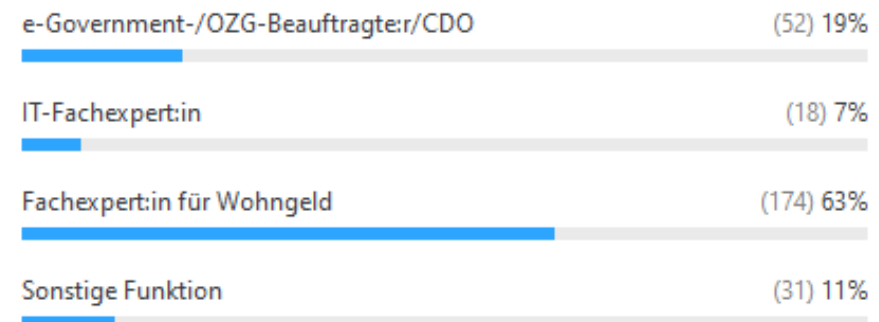 e-Government-/OZG-Beauftragte:r/CDO (52) 19%
IT-Fachexpert:in (18) 7%
Fachexpert:in für Wohngeld (174) 63%
Sonstige Funktion (31) 11%